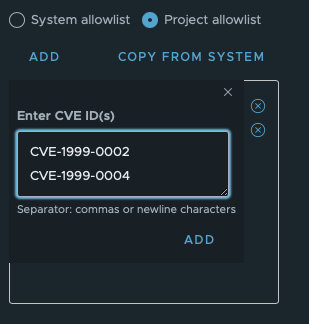 System allowlist Project allowlist
ADD COPY FROM SYSTEM
Enter CVE ID(s)
CVE-1999-0002
CVE-1999-0004
Separator: commas or newline characters
ADD